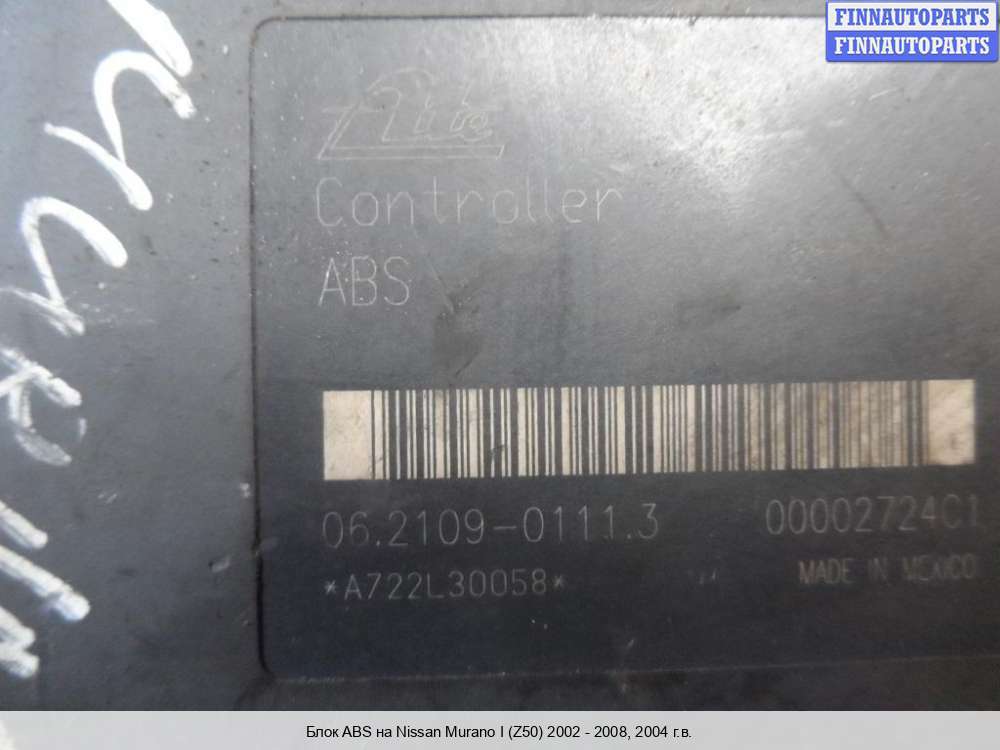 FINNAUTOPARTS
FINNAUTOPARTS
Ate
Controller
ABS
06.2109-0111.3
00002724C1
*A722L30058*
MADE IN MEXICO
Блок ABS на Nissan Murano I (Z50) 2002 - 2008, 2004 г.в.